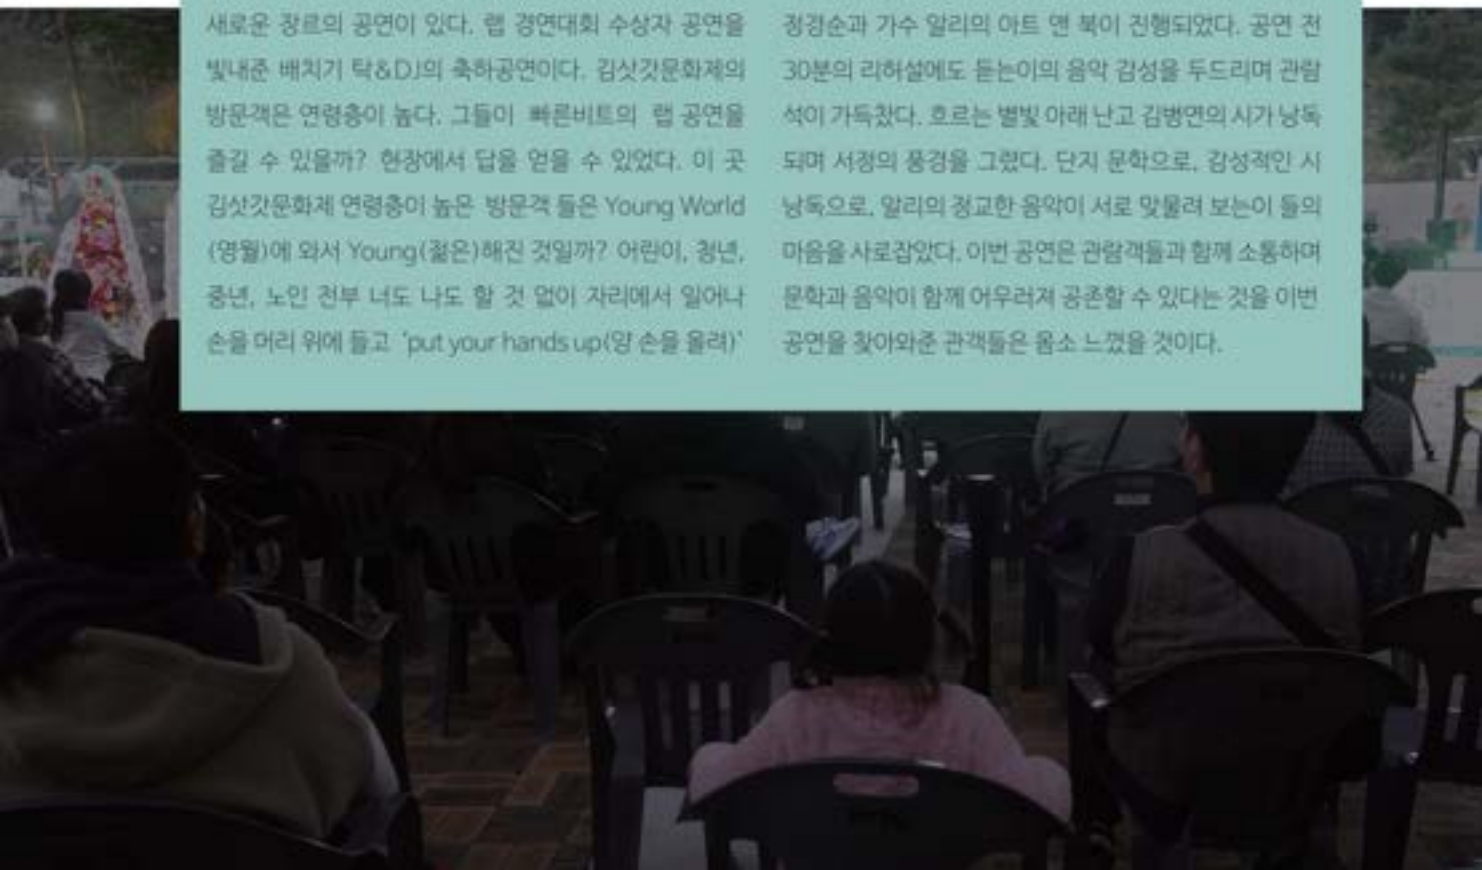 새로운 장르의 공연이 있다. 랩 경연대회 수상자 공연을
빛내준 배치기 탁&DJ의 축하공연이다. 김삿갓문화제의
방문객은 연령층이 높다. 그들이 빠른비트의 랩 공연을
즐길 수 있을까? 현장에서 답을 얻을 수 있었다. 이 곳
김삿갓문화제 연령층이 높은 방문객 들은 Young World
(영월)에 와서 Young(젊은)해진 것일까? 어린이, 청년,
중년, 노인 전부 너도 나도 할 것 없이 자리에서 일어나
손을 머리 위에 들고 ‘put your hands up(양 손을 올려)‘
정경순과 가수 알리의 아트 앤 북이 진행되었다. 공연 전
30분의 리허설에도 듣는이의 음악 감성을 두드리며 관람
석이 가득찼다. 흐르는 별빛 아래 난고 김병연의 시가 낭독
되며 서정의 풍경을 그렸다. 단지 문학으로, 감성적인 시
낭독으로, 알리의 정교한 음악이 서로 맞물려 보는이 들의
마음을 사로잡았다. 이번 공연은 관람객들과 함께 소통하며
문학과 음악이 함께 어우러져 공존할 수 있다는 것을 이번
공연을 찾아와준 관객들은 몸소 느꼈을 것이다.